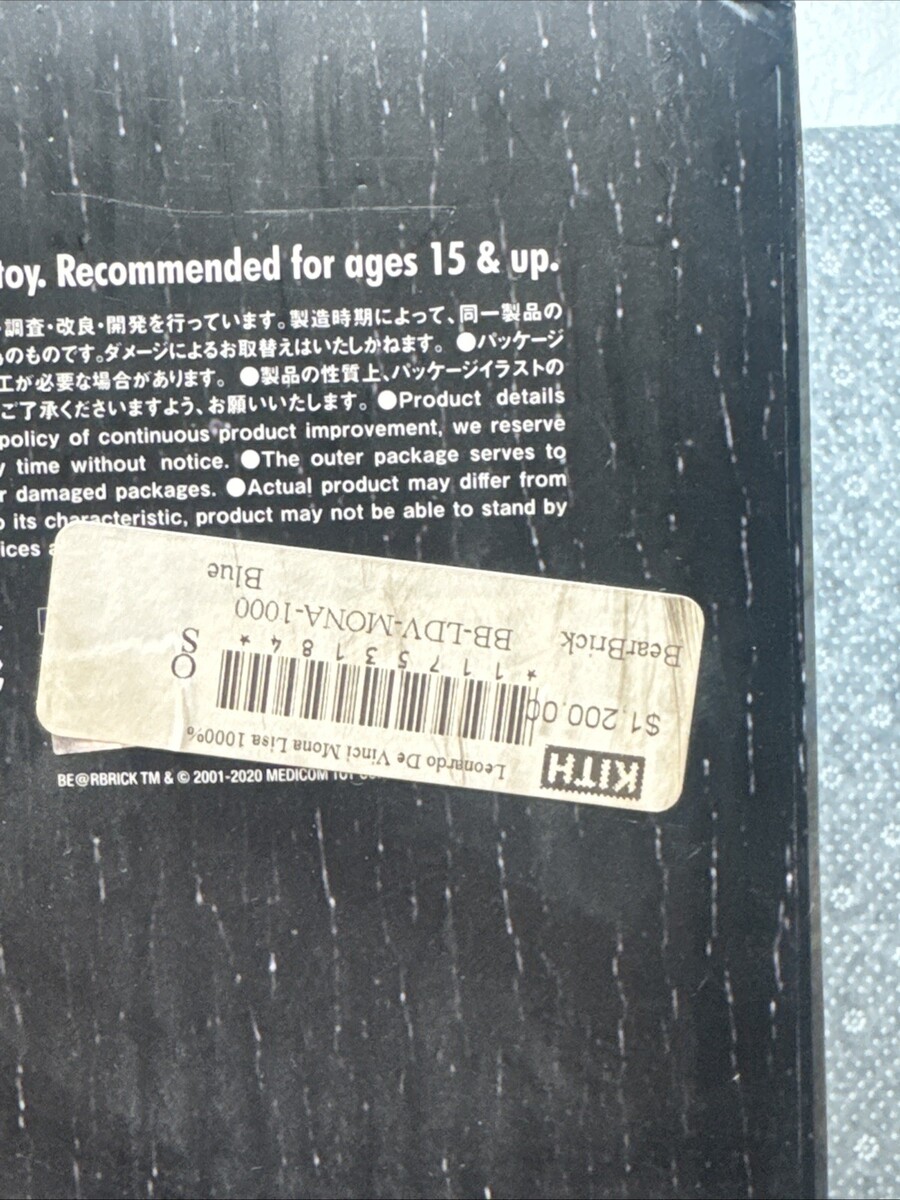 toy. Recommended for ages 15 & up.
・調査・改良・開発を行っています。製造時期によって、同一製品の
のものです。ダメージによるお取替えはいたしかねます。 ●パッケージ
工が必要な場合があります。 ●製品の性質上、パッケージイラストの
ご了承くださいますよう、お願いいたします。 ●Product details
policy of continuous product improvement, we reserve
time without notice. ●The outer package serves to
damaged packages. ●Actual product may differ from
its characteristic, product may not be able to stand by
KITH
Leonardo De Vinci Mona Lisa 1000%
$1,200.00
* 1 1 7 5 3 1 8 4 *
OS
BearBrick BB-LDV-MONA-1000
Blue
BE@RBRICK TM & © 2001-2020 MEDICOM TOY